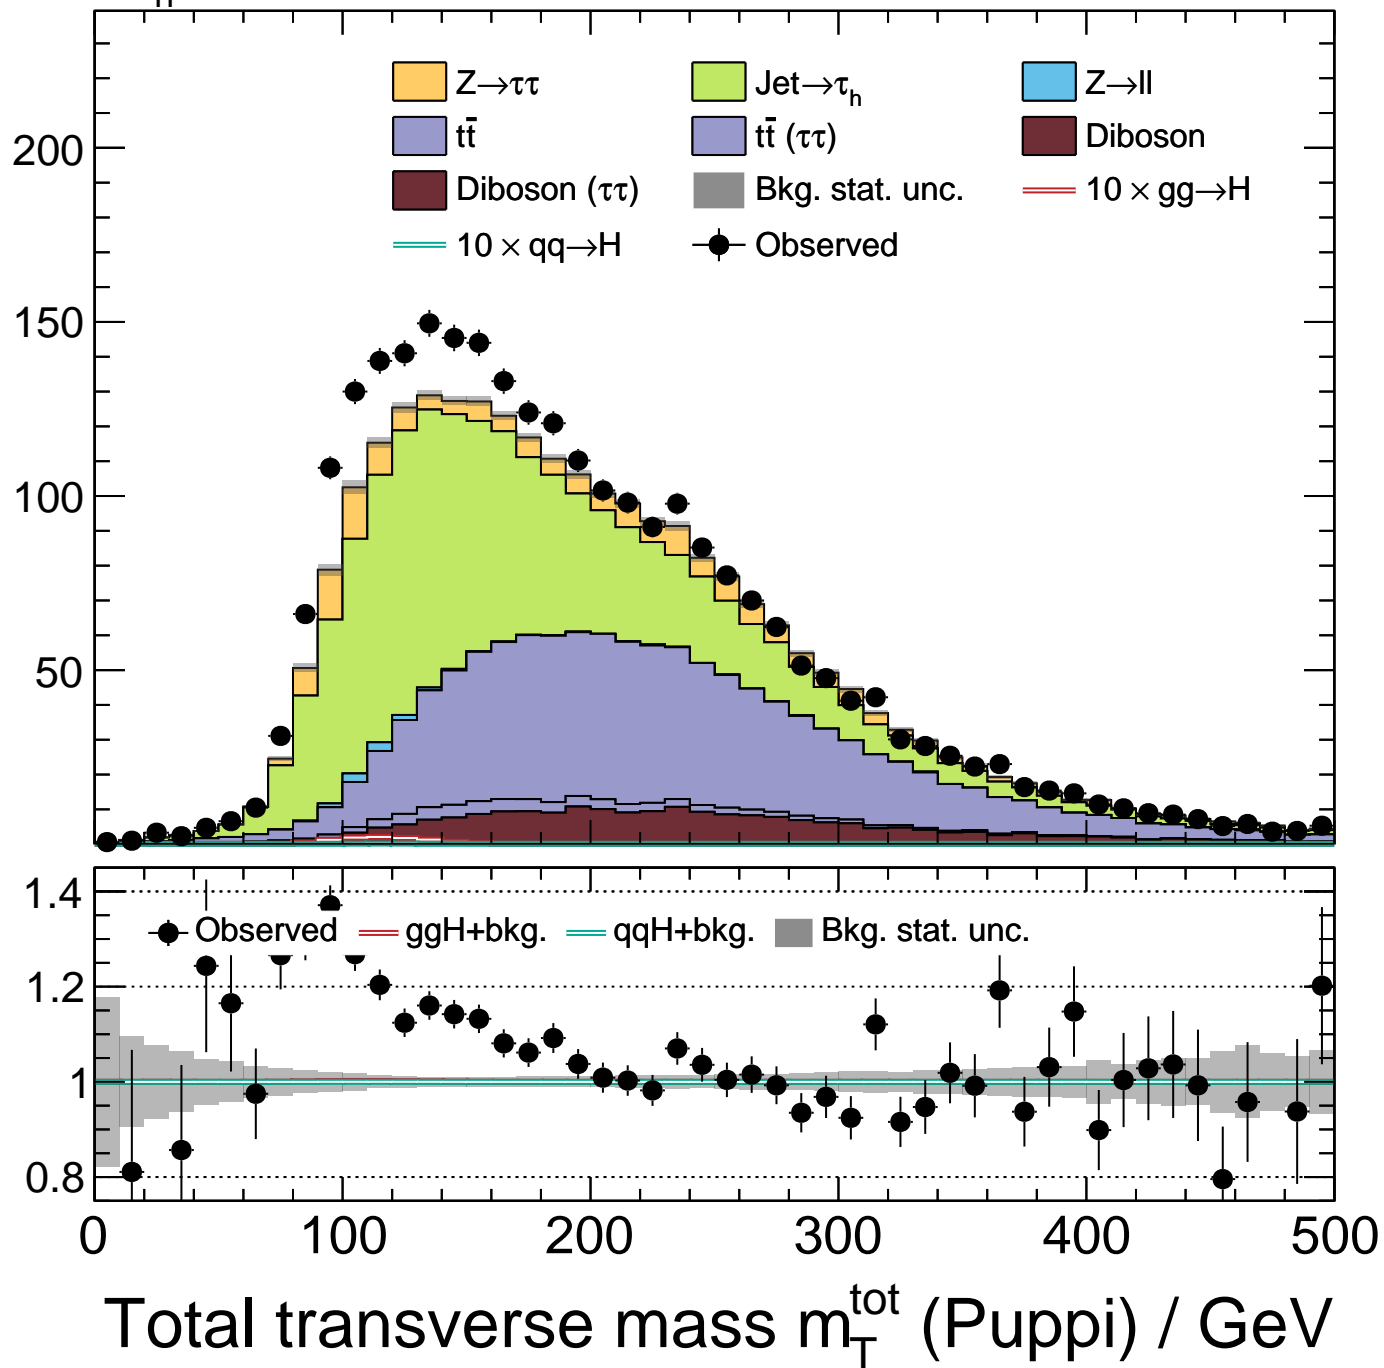 Z→ττ Jet→τh Z→ll
tt̄ tt̄ (ττ) Diboson
Diboson (ττ) Bkg. stat. unc. 10 × gg→H
10 × qq→H Observed
200
150
100
50
1.4
Observed ggH+bkg. qqH+bkg. Bkg. stat. unc.
1.2
1
0.8
0 100 200 300 400 500
Total transverse mass m_T^tot (Puppi) / GeV